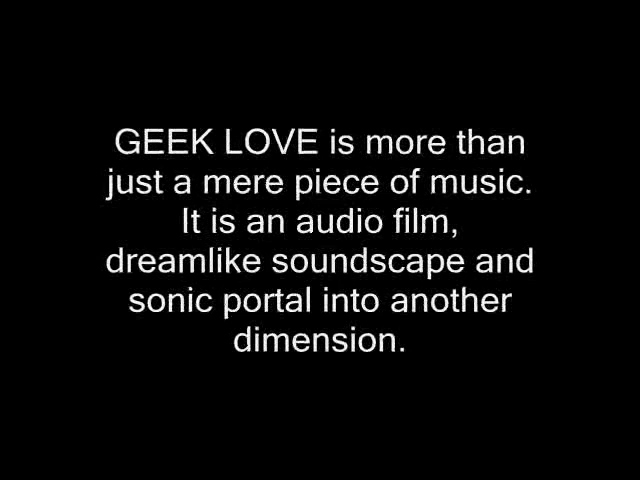 GEEK LOVE is more than
just a mere piece of music.
It is an audio film,
dreamlike soundscape and
sonic portal into another
dimension.